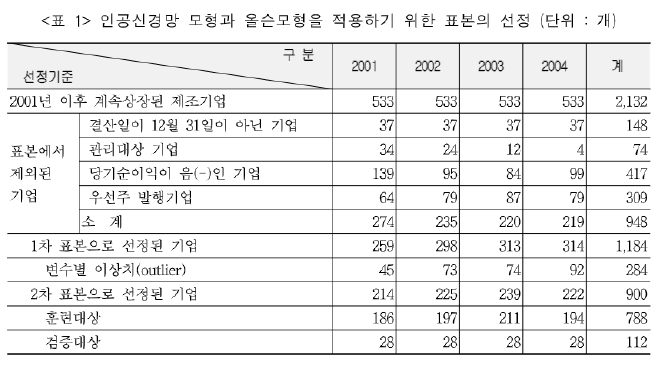 <표 1> 인공신경망 모형과 올슨모형을 적용하기 위한 표본의 선정 (단위 : 개)
구 분
선정기준 2001 2002 2003 2004 계
2001년 이후 계속상장된 제조기업 533 533 533 533 2,132
표본에서 제외된 기업
결산일이 12월 31일이 아닌 기업 37 37 37 37 148
관리대상 기업 34 24 12 4 74
당기순이익이 음(-)인 기업 139 95 84 99 417
우선주 발행기업 64 79 87 79 309
소 계 274 235 220 219 948
1차 표본으로 선정된 기업 259 298 313 314 1,184
변수별 이상치(outlier) 45 73 74 92 284
2차 표본으로 선정된 기업 214 225 239 222 900
훈련대상 186 197 211 194 788
검증대상 28 28 28 28 112